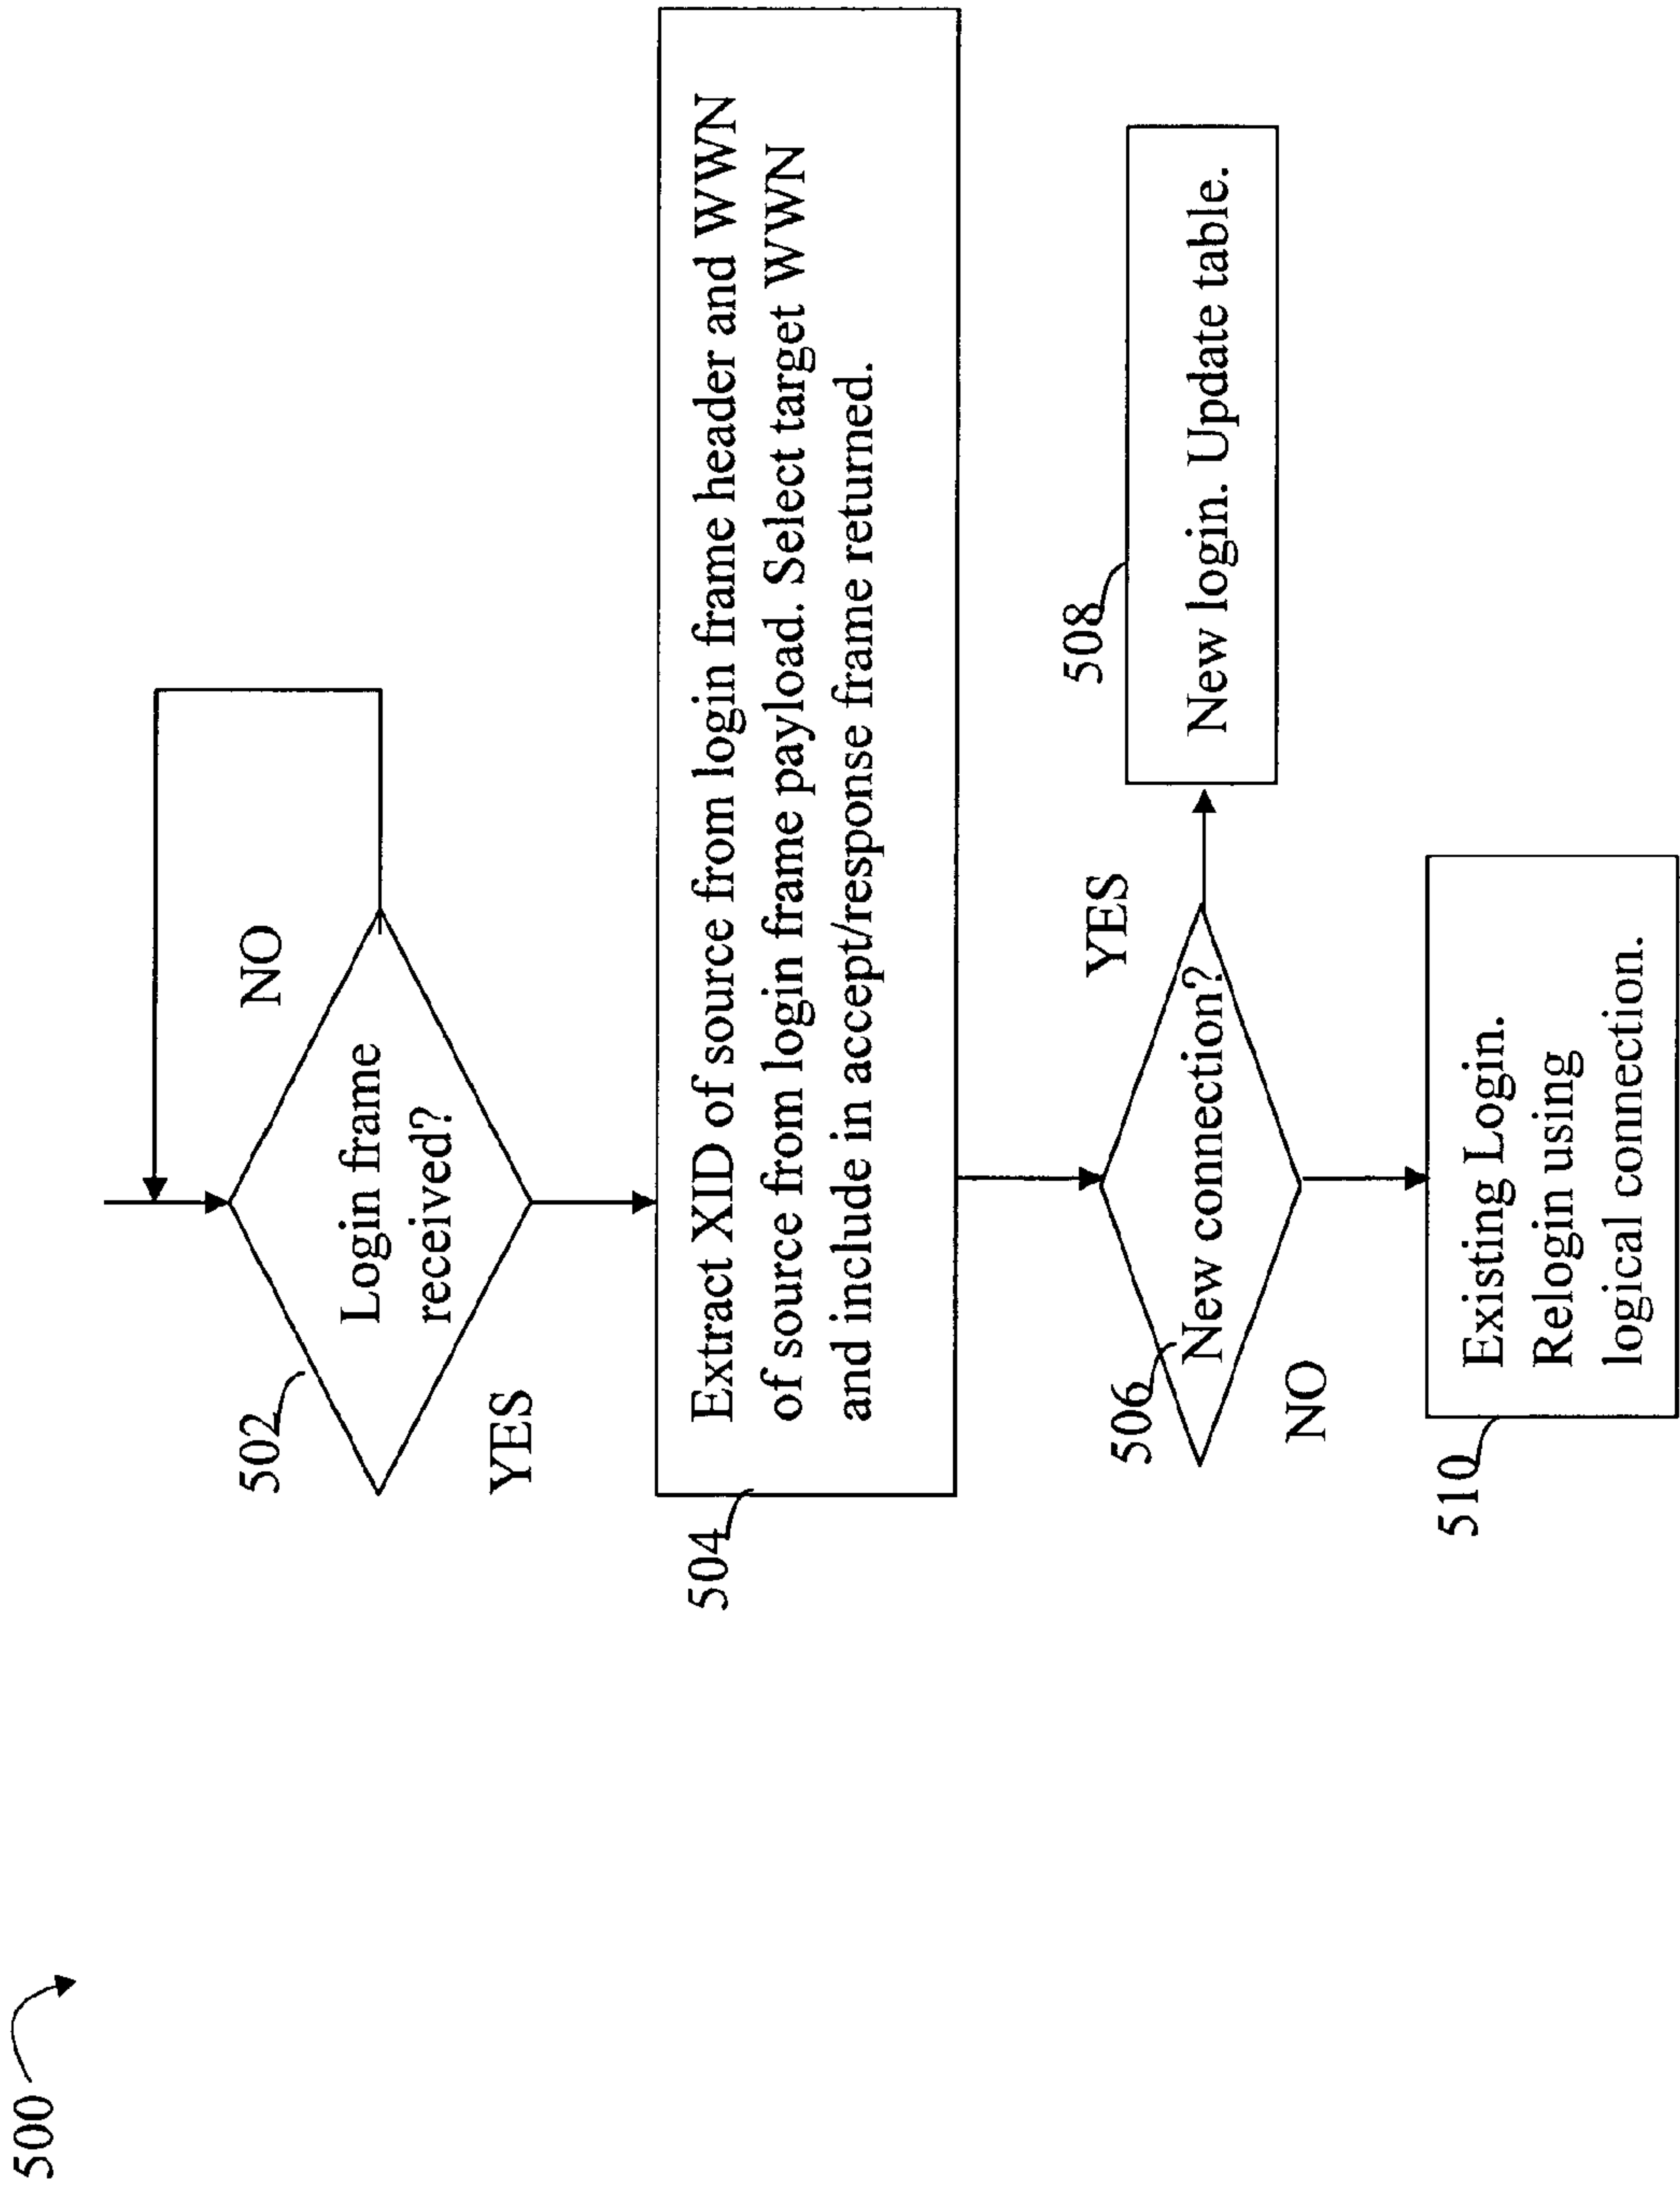 500
NO
502
Login frame
received?
YES
504
Extract XID of source from login frame header and WWN
of source from login frame payload. Select target WWN
and include in accept/response frame returned.
508
YES
New login. Update table.
506
New connection?
NO
510
Existing Login.
Relogin using
logical connection.